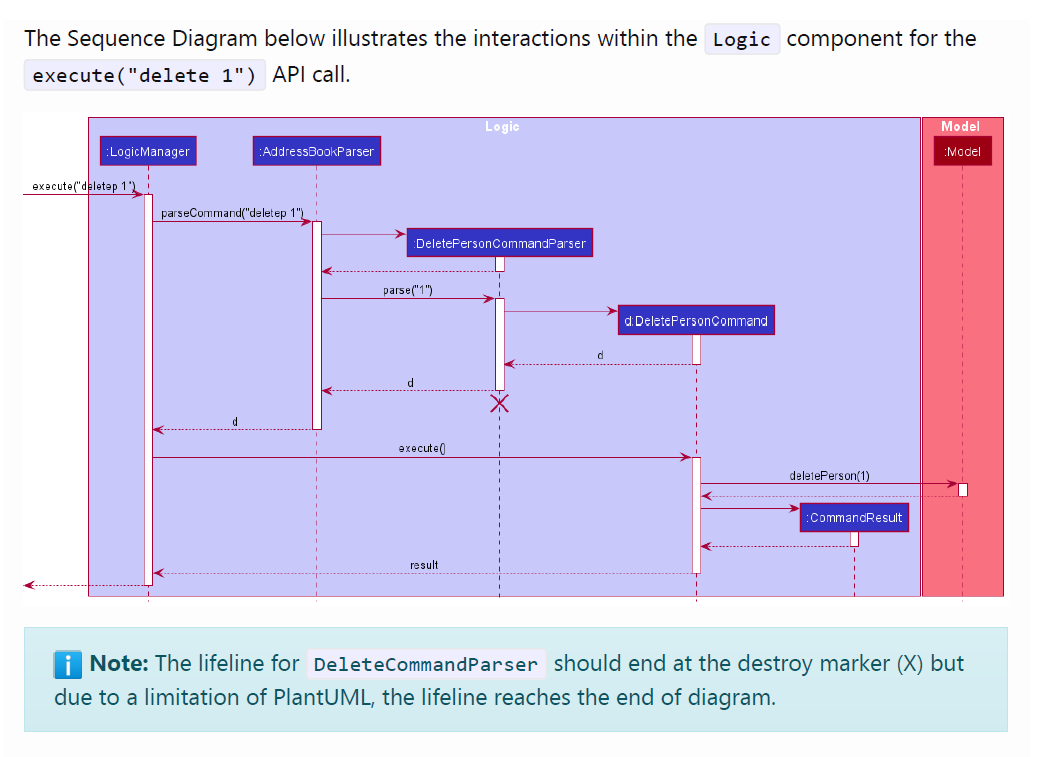 The Sequence Diagram below illustrates the interactions within the Logic component for the
execute("delete 1") API call.
Logic
Model
:LogicManager
:AddressBookParser
:Model
execute("deletep 1")
parseCommand("deletep 1")
:DeletePersonCommandParser
parse("1")
d:DeletePersonCommand
d
d
d
execute()
deletePerson(1)
:CommandResult
result
i Note: The lifeline for DeleteCommandParser should end at the destroy marker (X) but
due to a limitation of PlantUML, the lifeline reaches the end of diagram.